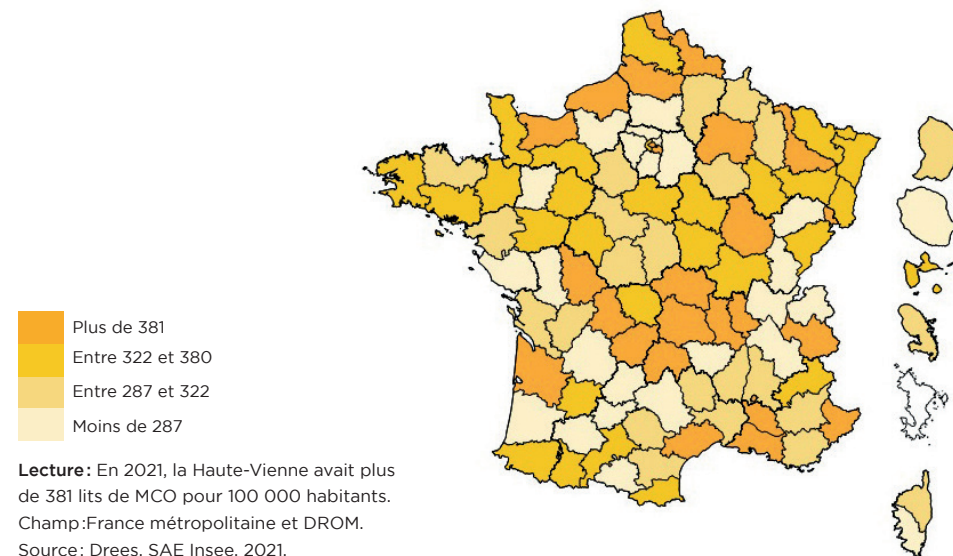 Plus de 381
Entre 322 et 380
Entre 287 et 322
Moins de 287
Lecture : En 2021, la Haute-Vienne avait plus
de 381 lits de MCO pour 100 000 habitants.
Champ :France métropolitaine et DROM.
Source : Drees, SAE Insee, 2021.